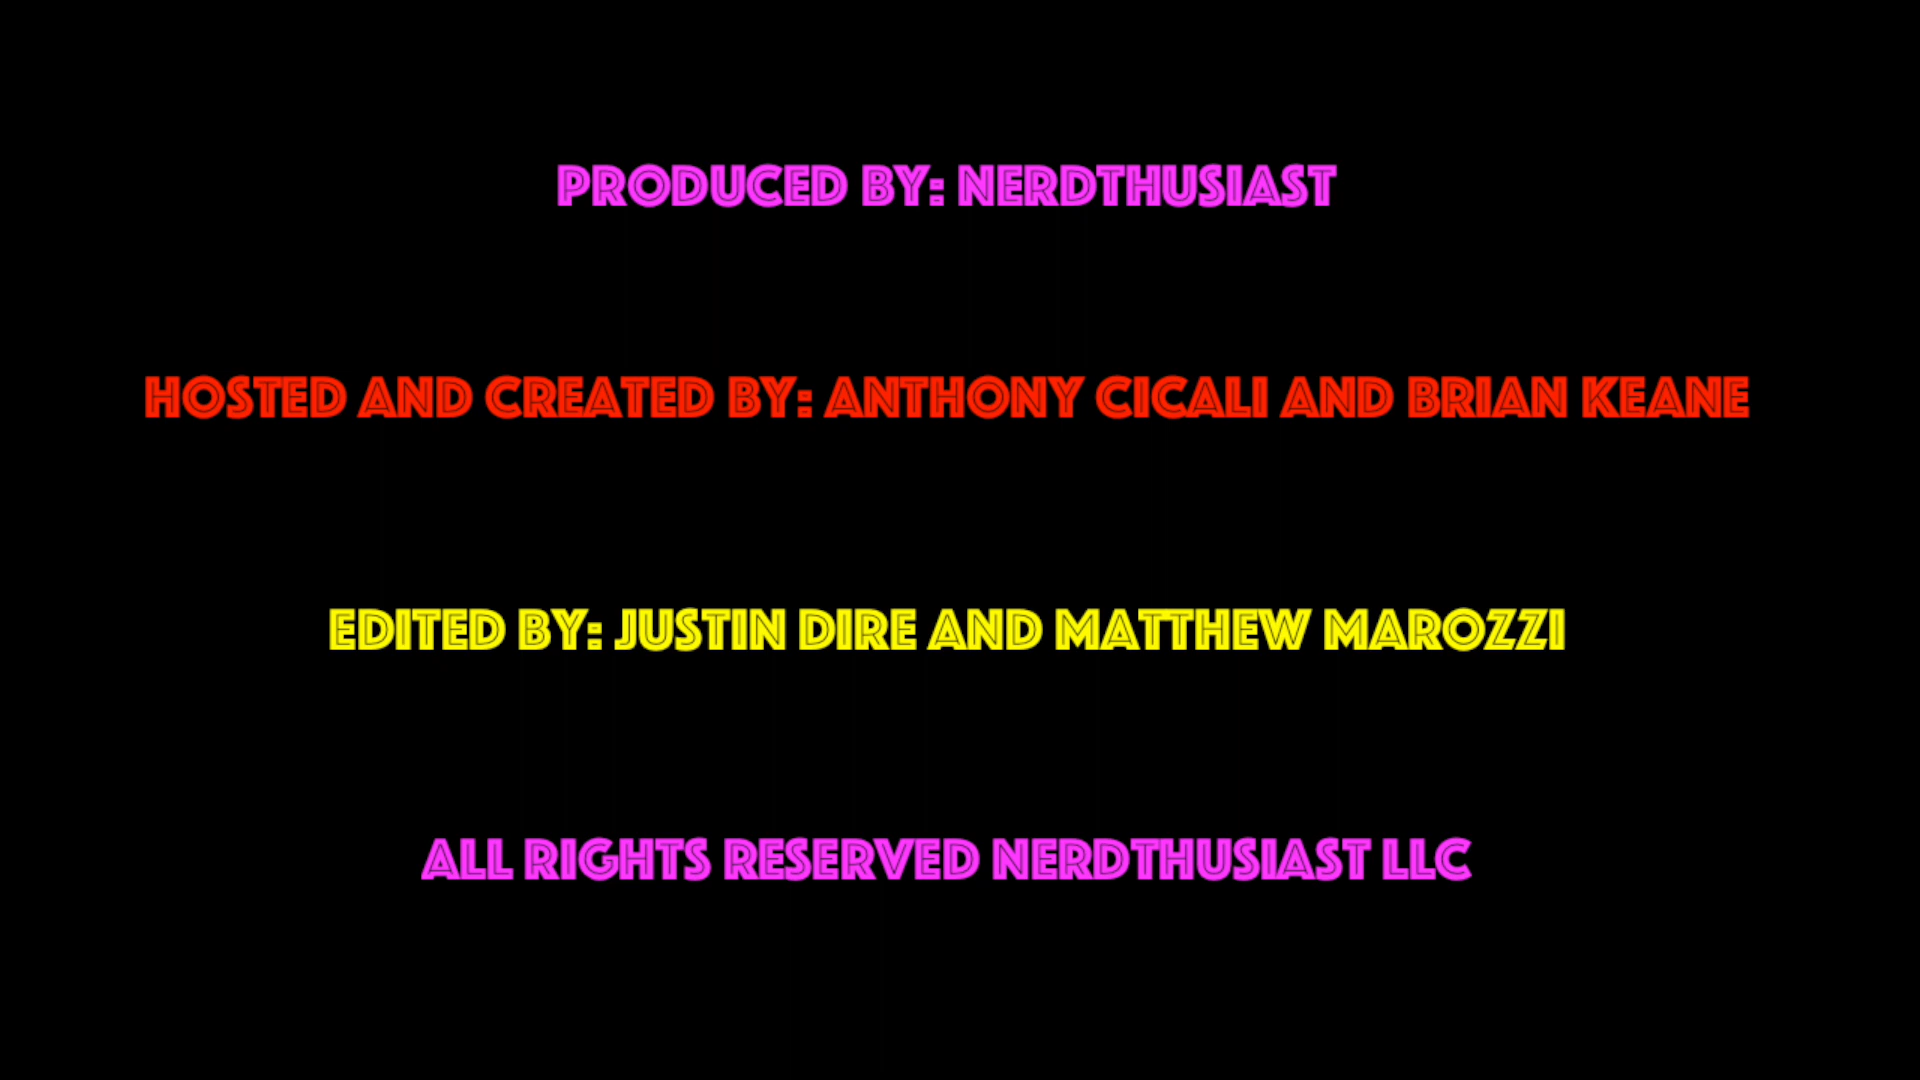 PRODUCED BY: NERDTHUSIAST
HOSTED AND CREATED BY: ANTHONY CICALI AND BRIAN KEANE
EDITED BY: JUSTIN DIRE AND MATTHEW MAROZZI
ALL RIGHTS RESERVED NERDTHUSIAST LLC